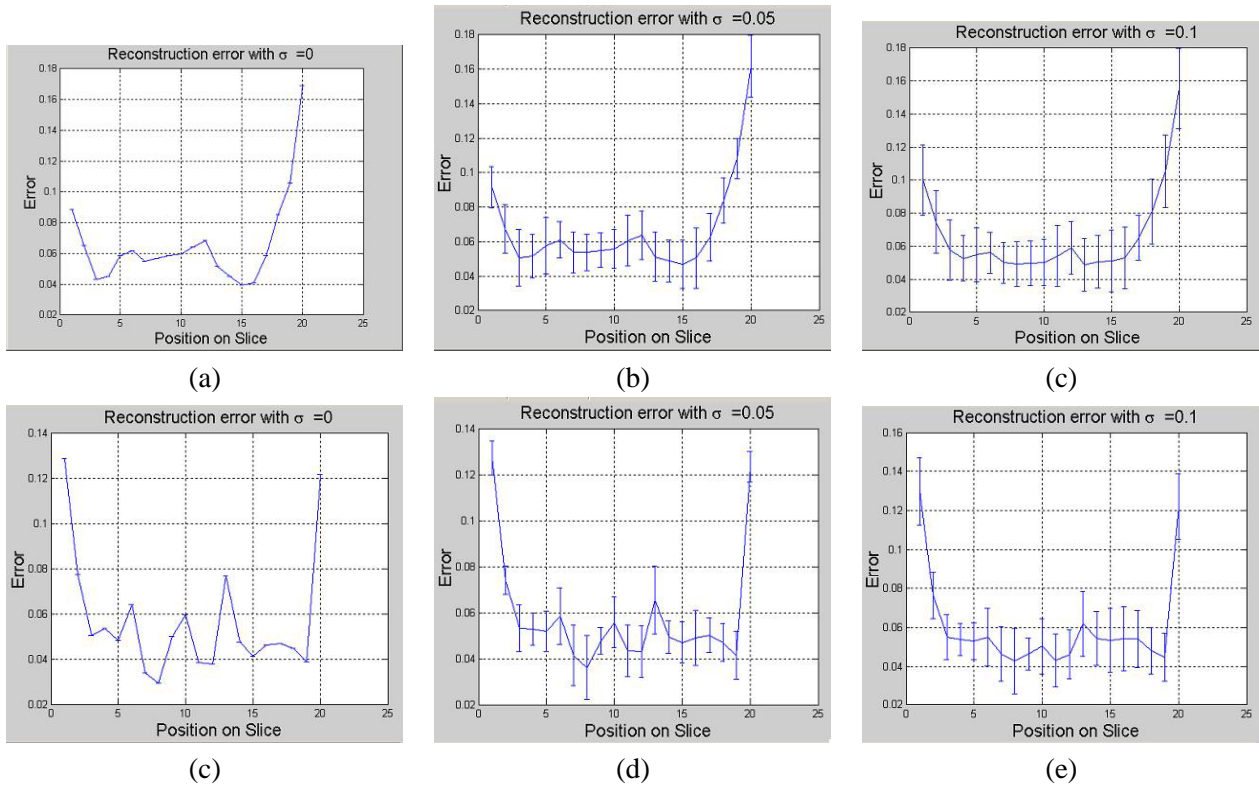 Reconstruction error with σ =0
Error
0.18
0.16
0.14
0.12
0.1
0.08
0.06
0.04
0.02
0 5 10 15 20 25
Position on Slice
(a)
Reconstruction error with σ =0.05
Error
0.18
0.16
0.14
0.12
0.1
0.08
0.06
0.04
0.02
0 5 10 15 20 25
Position on Slice
(b)
Reconstruction error with σ =0.1
Error
0.18
0.16
0.14
0.12
0.1
0.08
0.06
0.04
0.02
0 5 10 15 20 25
Position on Slice
(c)
Reconstruction error with σ =0
Error
0.14
0.12
0.1
0.08
0.06
0.04
0.02
0 5 10 15 20 25
Position on Slice
(c)
Reconstruction error with σ =0.05
Error
0.14
0.12
0.1
0.08
0.06
0.04
0.02
0 5 10 15 20 25
Position on Slice
(d)
Reconstruction error with σ =0.1
Error
0.16
0.14
0.12
0.1
0.08
0.06
0.04
0.02
0 5 10 15 20 25
Position on Slice
(e)